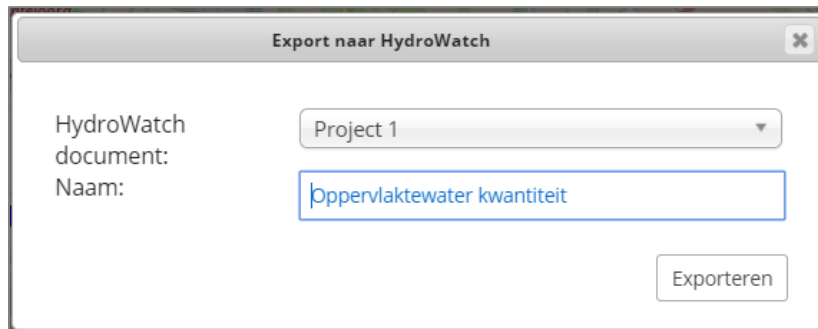 Export naar HydroWatch
HydroWatch
document:
Project 1
Naam:
Oppervlaktewater kwantiteit
Exporteren